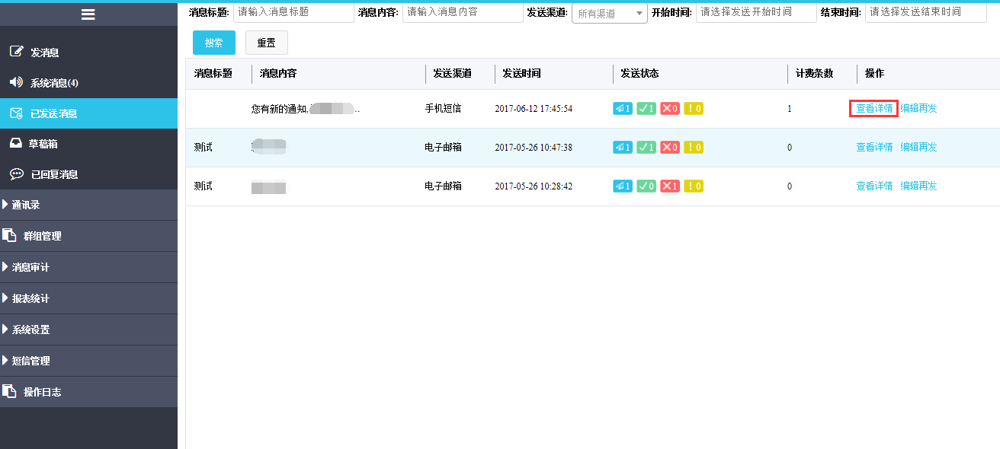 消息标题: 请输入消息标题 消息内容: 请输入消息内容 发送渠道: 所有渠道 开始时间: 请选择发送开始时间 结束时间: 请选择发送结束时间
搜索 重置
发消息
系统消息(4)
已发送消息
草稿箱
已回复消息
通讯录
群组管理
消息审计
报表统计
系统设置
短信管理
操作日志
消息标题 消息内容 发送渠道 发送时间 发送状态 计费条数 操作
您有新的通知, .. 手机短信 2017-06-12 17:45:54 1 1 0 0 1 查看详情 编辑再发
测试 电子邮箱 2017-05-26 10:47:38 1 1 0 0 0 查看详情 编辑再发
测试 电子邮箱 2017-05-26 10:28:42 1 0 1 0 0 查看详情 编辑再发